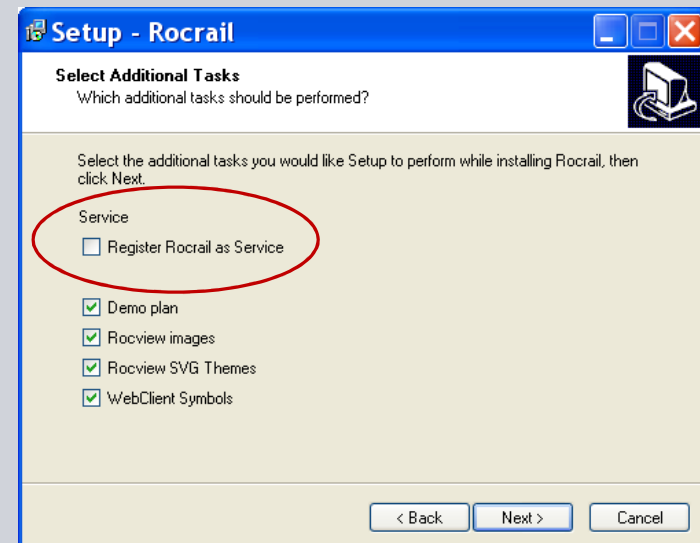 Setup - Rocrail
Select Additional Tasks
Which additional tasks should be performed?
Select the additional tasks you would like Setup to perform while installing Rocrail, then
click Next.
Service
Register Rocrail as Service
Demo plan
Rocview images
Rocview SVG Themes
WebClient Symbols
< Back
Next >
Cancel